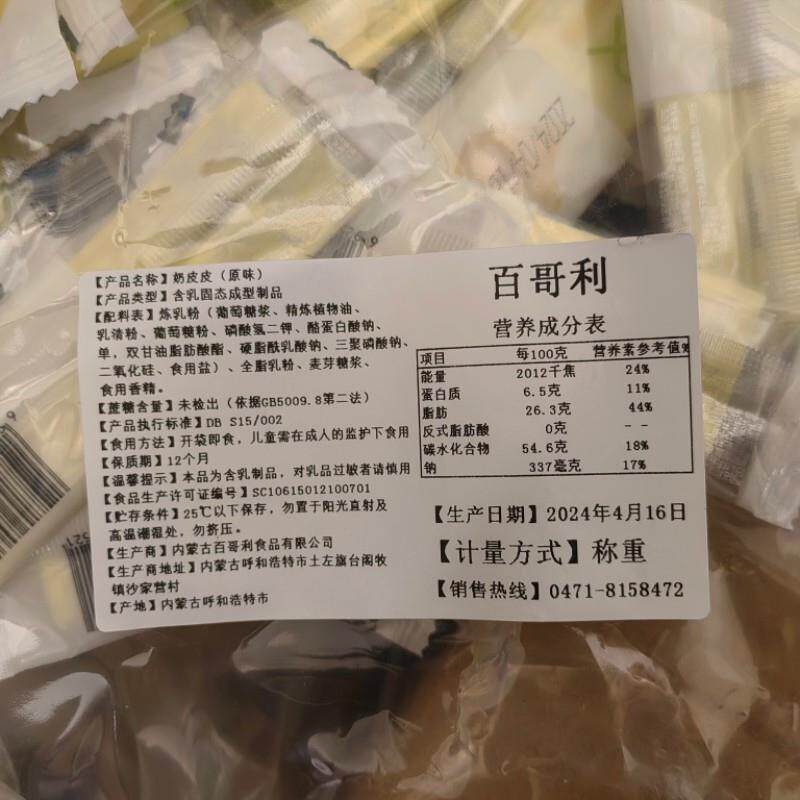 【产品名称】奶皮皮（原味）
【产品类型】含乳固态成型制品
【配料表】炼乳粉（葡萄糖浆、精炼植物油、
乳清粉、葡萄糖粉、磷酸氢二钾、酪蛋白酸钠、
单，双甘油脂肪酸酯、硬脂酰乳酸钠、三聚磷酸钠、
二氧化硅、食用盐）、全脂乳粉、麦芽糖浆、
食用香精。
【蔗糖含量】未检出（依据GB5009.8第二法）
【产品执行标准】DB S15/002
【食用方法】开袋即食，儿童需在成人的监护下食用
【保质期】12个月
【温馨提示】本品为含乳制品，对乳品过敏者请慎用
【食品生产许可证编号】SC10615012100701
【贮存条件】25℃以下保存，勿置于阳光直射及
高温潮湿处，勿挤压。
【生产商】内蒙古百哥利食品有限公司
【生产商地址】内蒙古呼和浩特市土左旗台阁牧
镇沙家营村
【产地】内蒙古呼和浩特市
百哥利
营养成分表
项目 每100克 营养素参考值%
能量 2012千焦 24%
蛋白质 6.5克 11%
脂肪 26.3克 44%
反式脂肪酸 0克 --
碳水化合物 54.6克 18%
钠 337毫克 17%
【生产日期】2024年4月16日
【计量方式】称重
【销售热线】0471-8158472